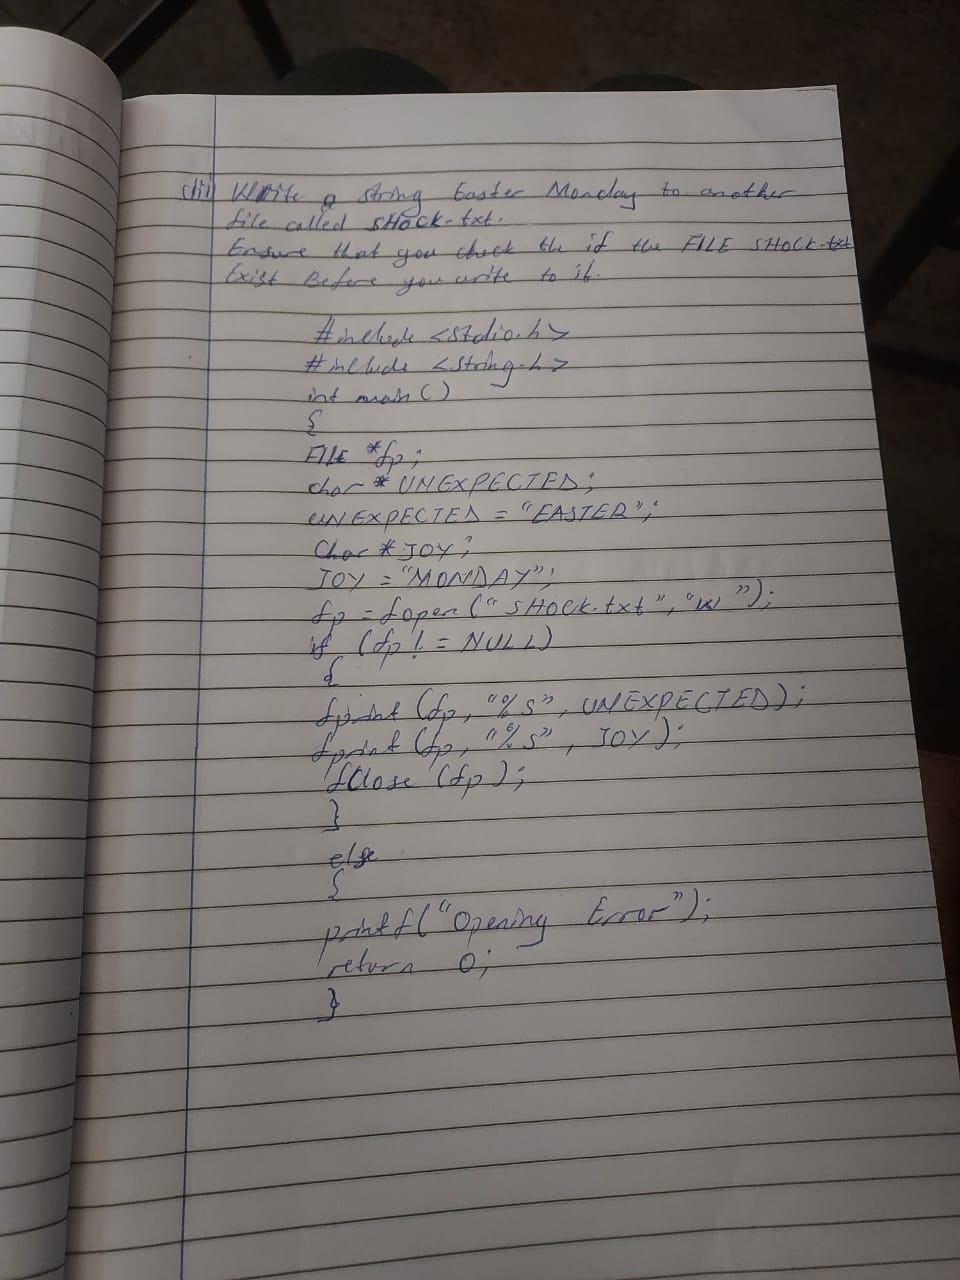 (iii) Write a string Easter Monday to another
file called SHOCK.txt.
Ensure that you check the if the FILE SHOCK.txt
Exist Before you write to it.
#include <stdio.h>
#include <string.h>
int main ()
{
FILE *fp;
char * UNEXPECTED;
UNEXPECTED = "EASTER";
Char * JOY;
JOY = "MONDAY";
fp = fopen ("SHOCK.txt", "w");
if (fp != NULL)
{
fprint (fp, "%s", UNEXPECTED);
fprint (fp, "%s", JOY);
fClose (fp);
}
else
{
printf("Opening Error");
return 0;
}